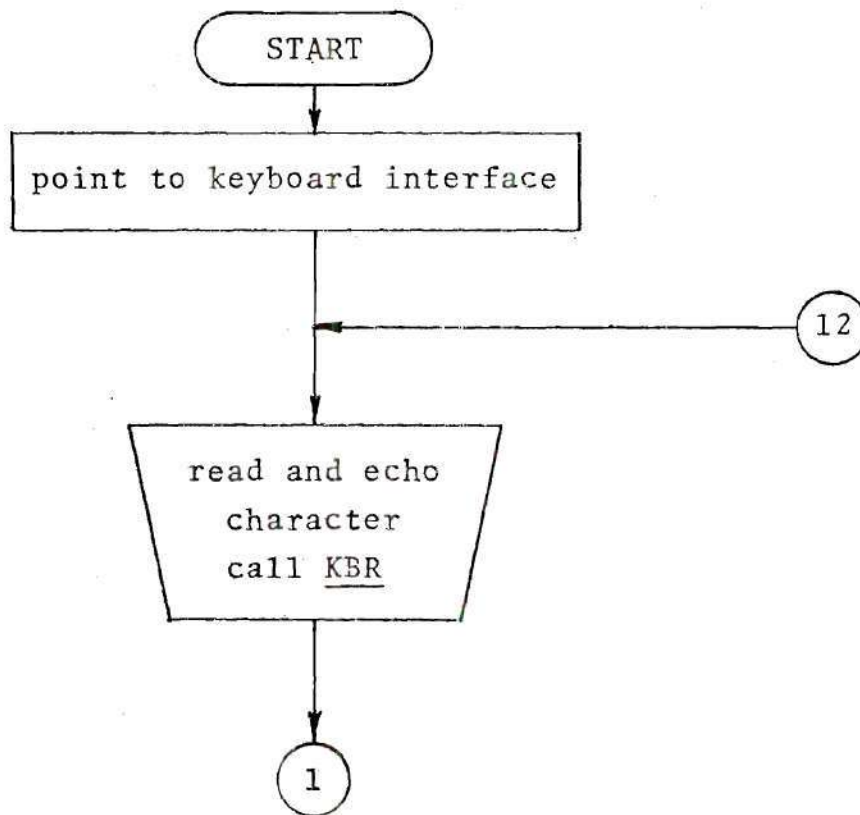 START
point to keyboard interface
12
read and echo
character
call KBR
1